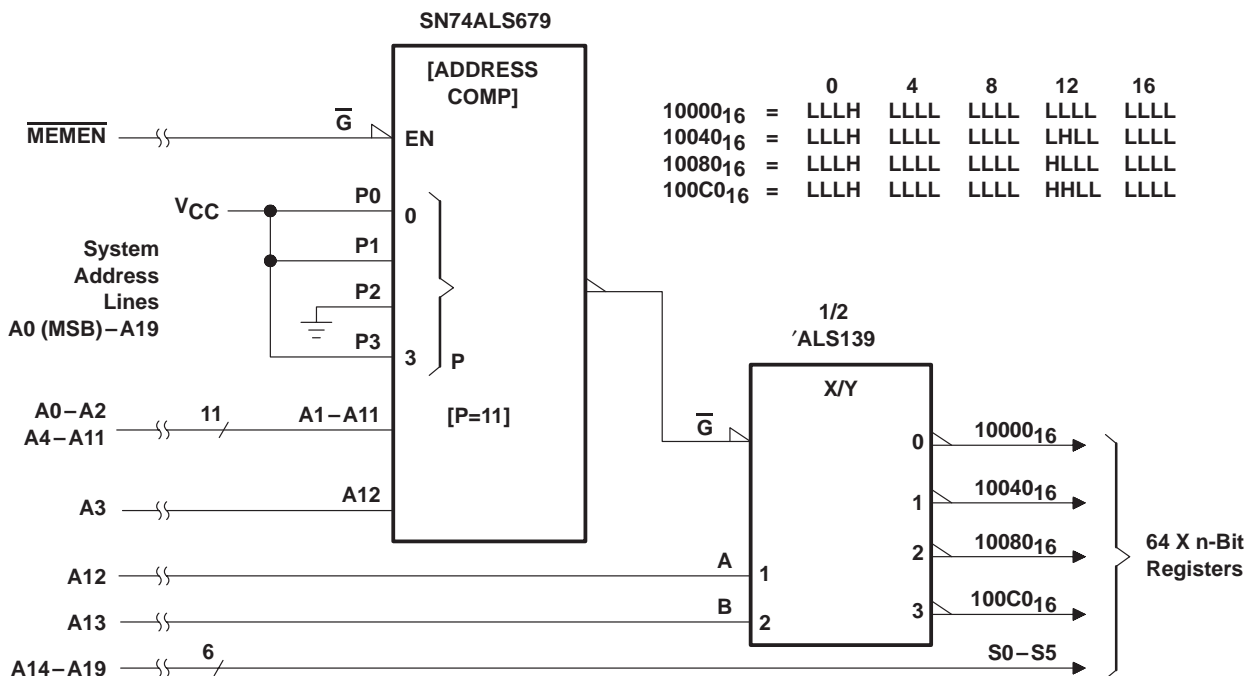 SN74ALS679
[ADDRESS
COMP]
0 4 8 12 16
10000₁₆ = LLLH LLLL LLLL LLLL LLLL
10040₁₆ = LLLH LLLL LLLL LHLL LLLL
10080₁₆ = LLLH LLLL LLLL HLLL LLLL
100C0₁₆ = LLLH LLLL LLLL HHLL LLLL
MEMEN
G
EN
VCC
P0
0
P1
P2
P3
3
P
System
Address
Lines
A0 (MSB)–A19
A0–A2
A4–A11
11
A1–A11
[P=11]
A3
A12
1/2
′ALS139
X/Y
G
0
10000₁₆
1
10040₁₆
2
10080₁₆
3
100C0₁₆
64 X n-Bit
Registers
A12
A
1
A13
B
2
A14–A19
6
S0–S5